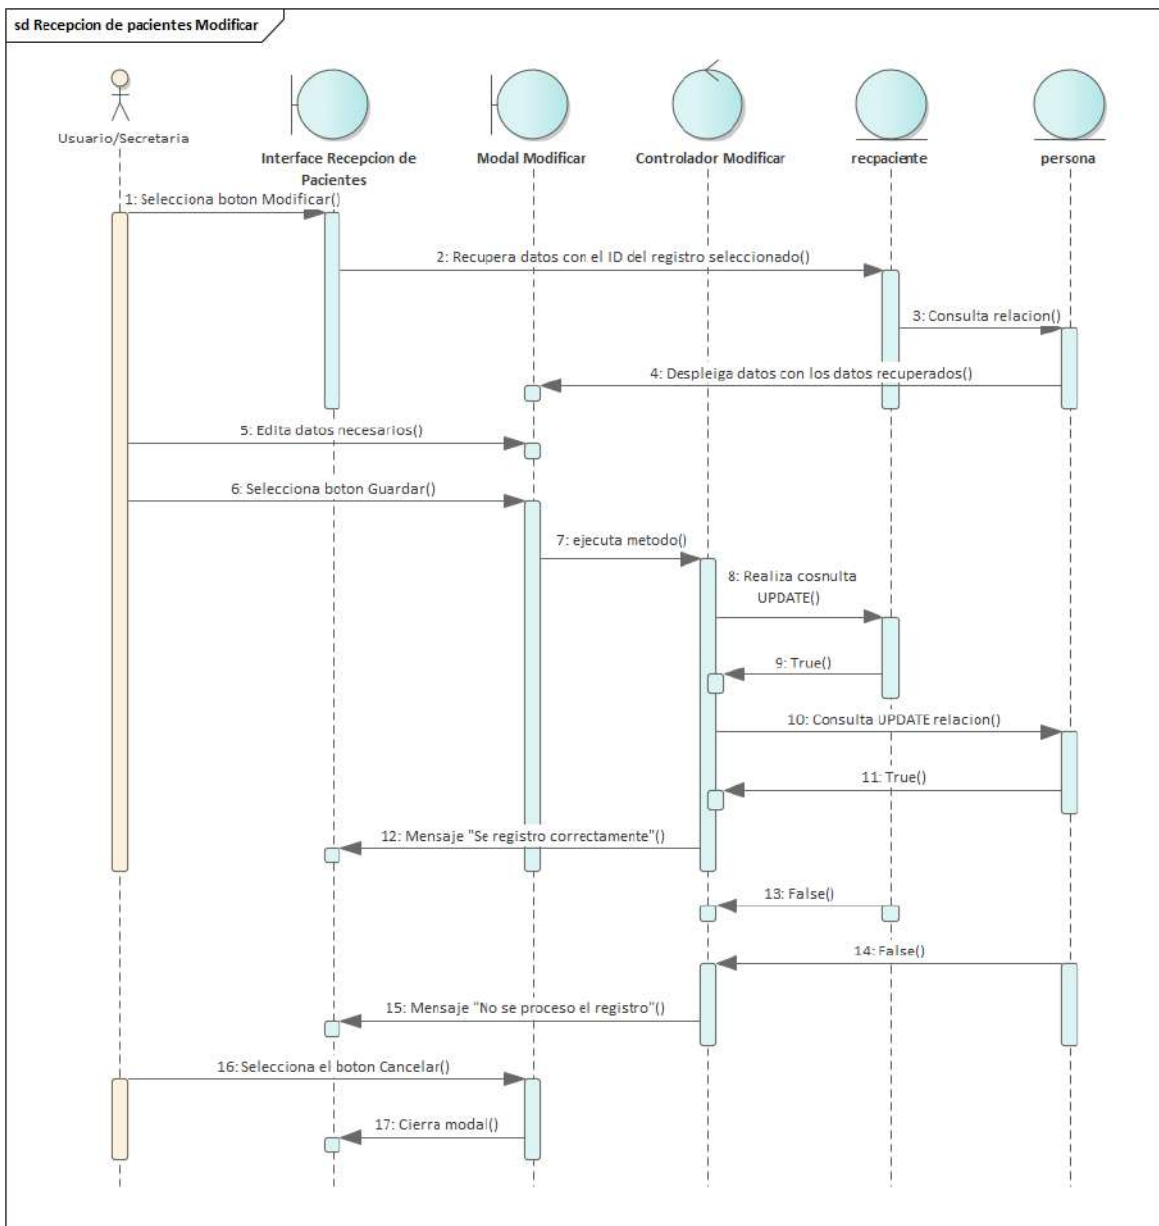 sd Recepcion de pacientes Modificar
Usuario/Secretaria
Interface Recepcion de
Pacientes
Modal Modificar
Controlador Modificar
recpaciente
persona
1: Selecciona boton Modificar()
2: Recupera datos con el ID del registro seleccionado()
3: Consulta relacion()
4: Despleiga datos con los datos recuperados()
5: Edita datos necesarios()
6: Selecciona boton Guardar()
7: ejecuta metodo()
8: Realiza cosnulta
UPDATE()
9: True()
10: Consulta UPDATE relacion()
11: True()
12: Mensaje "Se registro correctamente"()
13: False()
14: False()
15: Mensaje "No se proceso el registro"()
16: Selecciona el boton Cancelar()
17: Cierra modal()